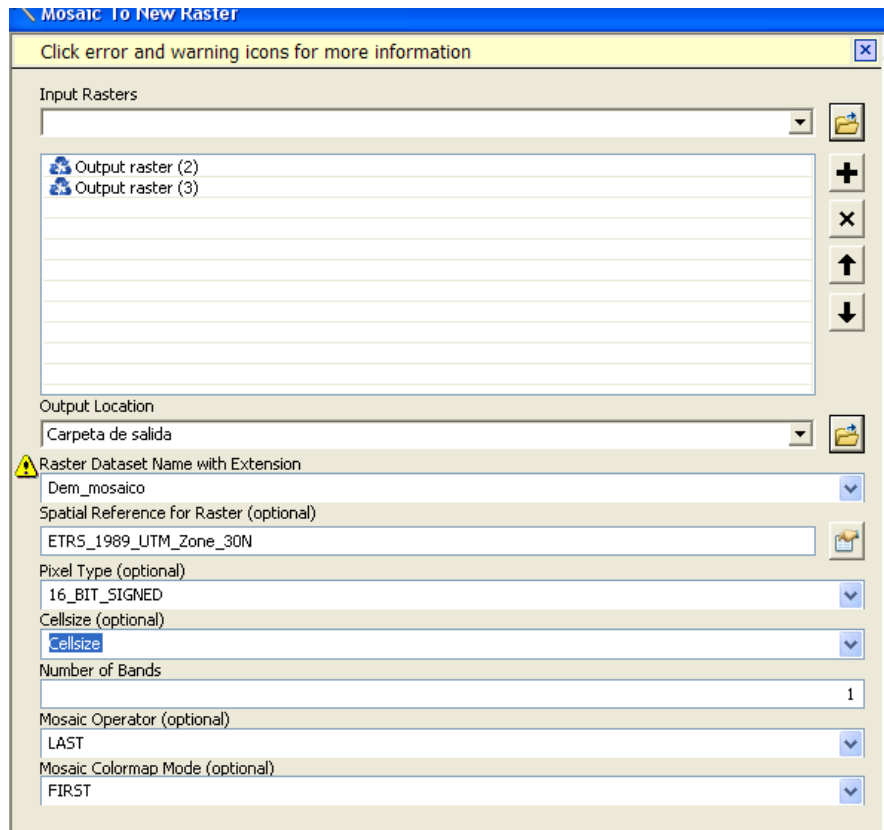 Mosaic To New Raster
Click error and warning icons for more information
Input Rasters
Output raster (2)
Output raster (3)
Output Location
Carpeta de salida
Raster Dataset Name with Extension
Dem_mosaico
Spatial Reference for Raster (optional)
ETRS_1989_UTM_Zone_30N
Pixel Type (optional)
16_BIT_SIGNED
Cellsize (optional)
Cellsize
Number of Bands
1
Mosaic Operator (optional)
LAST
Mosaic Colormap Mode (optional)
FIRST